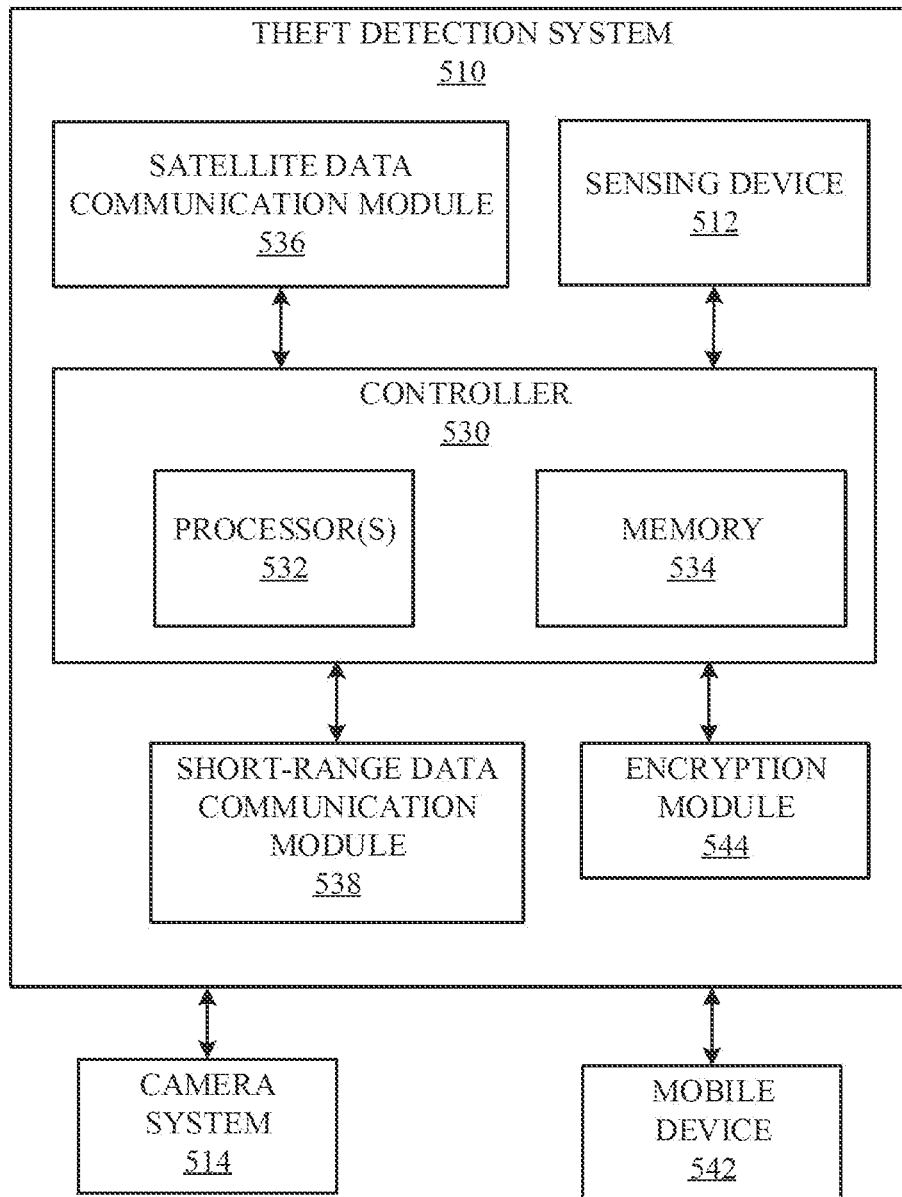 THEFT DETECTION SYSTEM
510
SATELLITE DATA
COMMUNICATION MODULE
536
SENSING DEVICE
512
CONTROLLER
530
PROCESSOR(S)
532
MEMORY
534
SHORT-RANGE DATA
COMMUNICATION
MODULE
538
ENCRYPTION
MODULE
544
CAMERA
SYSTEM
514
MOBILE
DEVICE
542